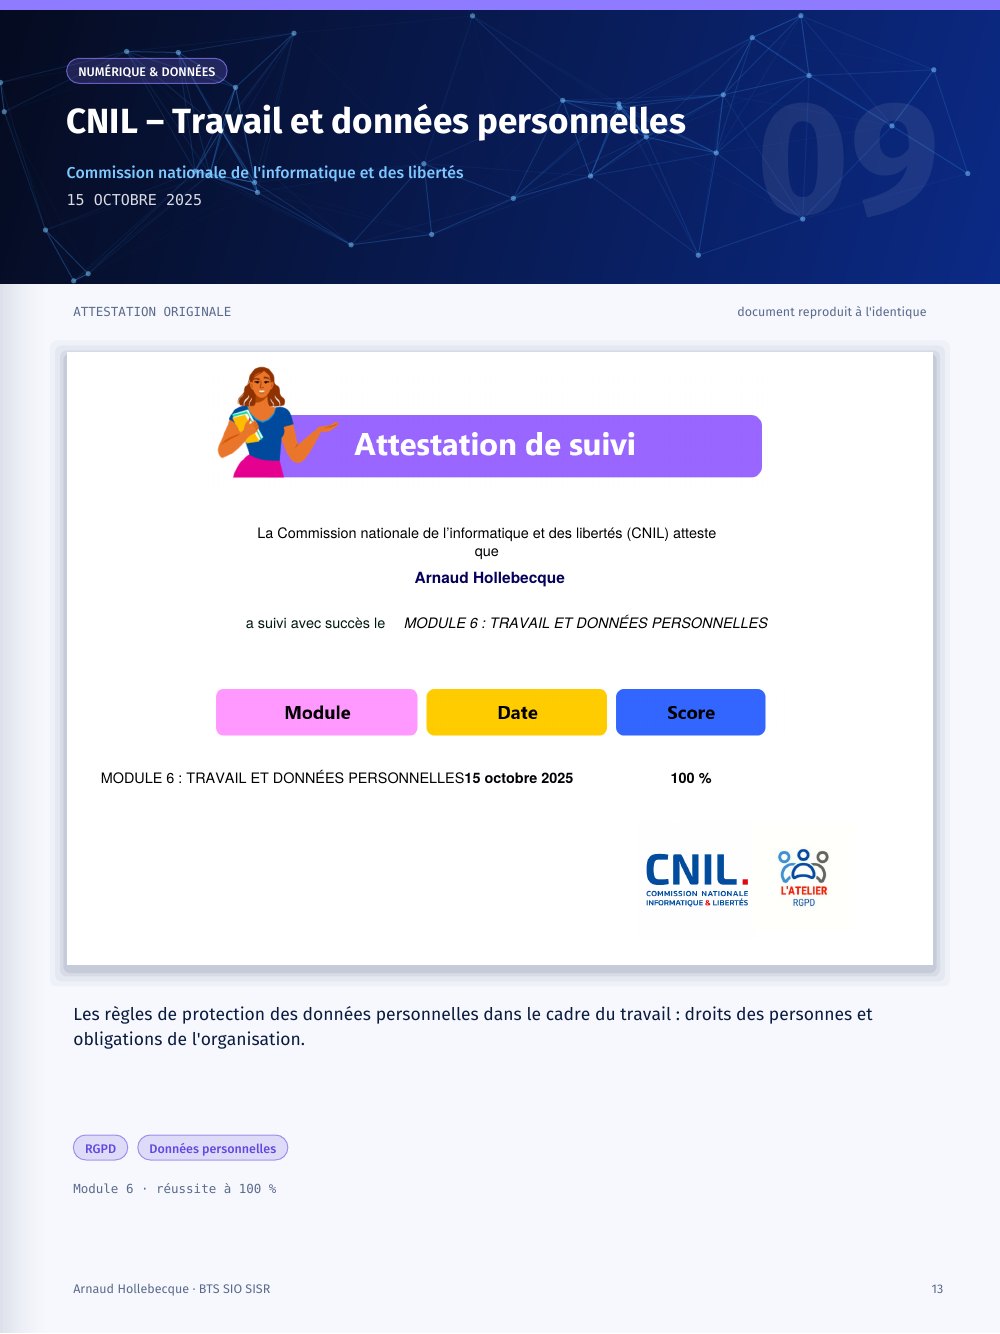 NUMÉRIQUE & DONNÉES
CNIL – Travail et données personnelles
09
Commission nationale de l'informatique et des libertés
15 OCTOBRE 2025
ATTESTATION ORIGINALE
document reproduit à l'identique
Attestation de suivi
La Commission nationale de l'informatique et des libertés (CNIL) atteste
que
Arnaud Hollebecque
a suivi avec succès le MODULE 6 : TRAVAIL ET DONNÉES PERSONNELLES
Module Date Score
MODULE 6 : TRAVAIL ET DONNÉES PERSONNELLES15 octobre 2025 100 %
CNIL.
COMMISSION NATIONALE
INFORMATIQUE & LIBERTÉS
L'ATELIER
RGPD
Les règles de protection des données personnelles dans le cadre du travail : droits des personnes et
obligations de l'organisation.
RGPD Données personnelles
Module 6 · réussite à 100 %
Arnaud Hollebecque · BTS SIO SISR
13